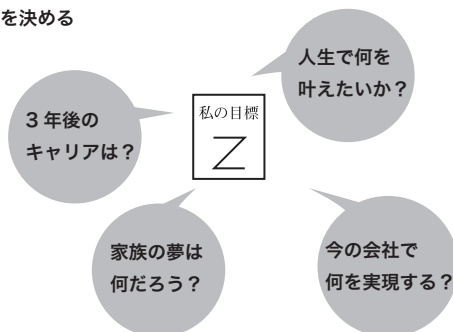 を決める
人生で何を
叶えたいか？
3年後の
キャリアは？
私の目標
Z
家族の夢は
何だろう？
今の会社で
何を実現する？